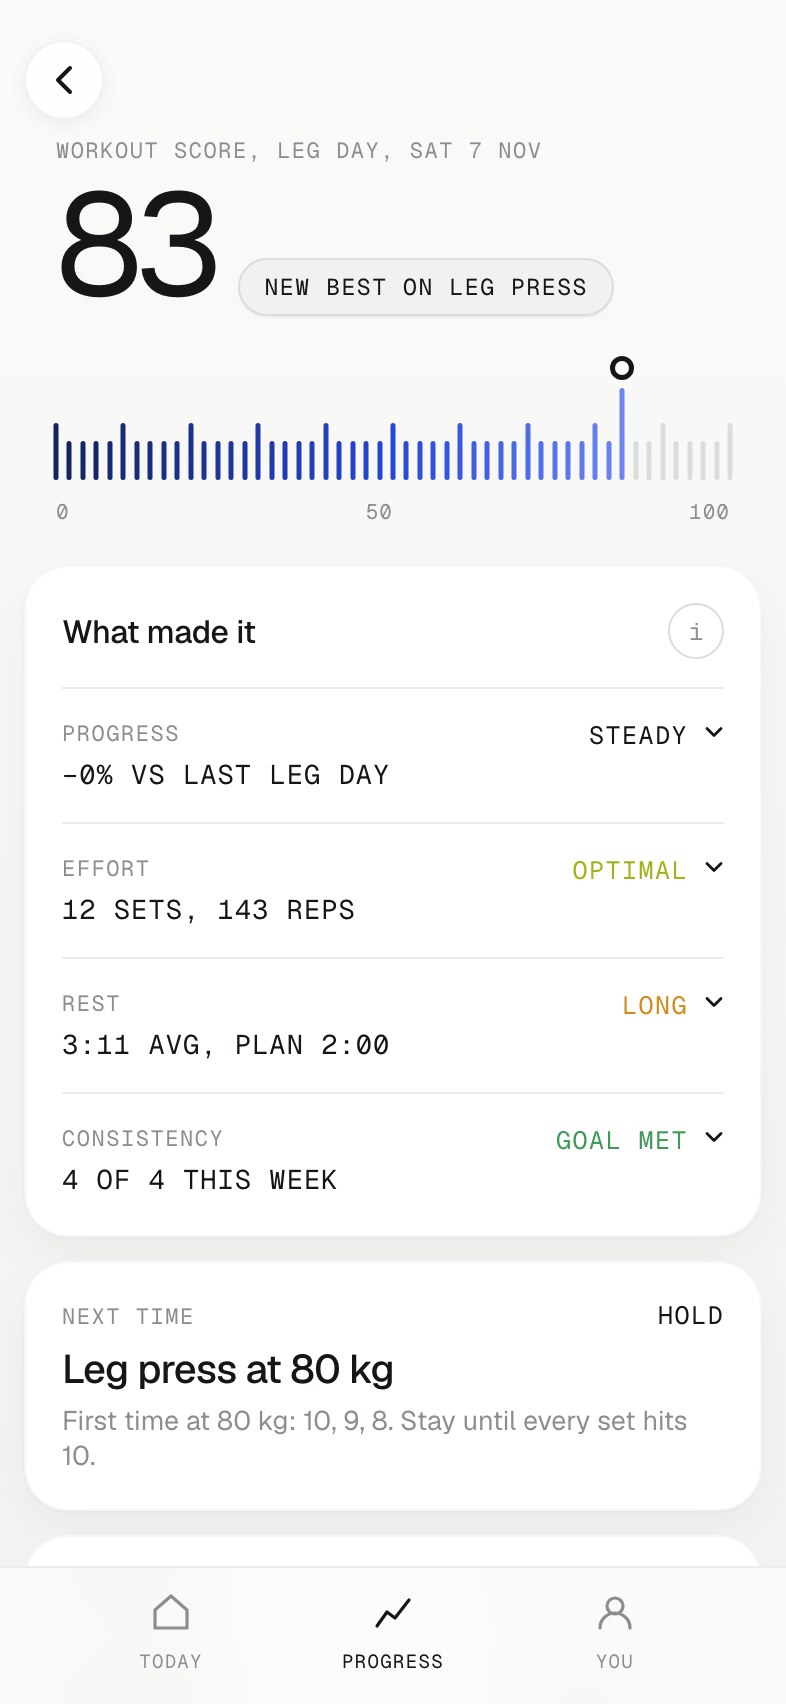 WORKOUT SCORE, LEG DAY, SAT 7 NOV
83
NEW BEST ON LEG PRESS
0 50 100
What made it i
PROGRESS STEADY
−0% VS LAST LEG DAY
EFFORT OPTIMAL
12 SETS, 143 REPS
REST LONG
3:11 AVG, PLAN 2:00
CONSISTENCY GOAL MET
4 OF 4 THIS WEEK
NEXT TIME HOLD
Leg press at 80 kg
First time at 80 kg: 10, 9, 8. Stay until every set hits
10.
TODAY PROGRESS YOU